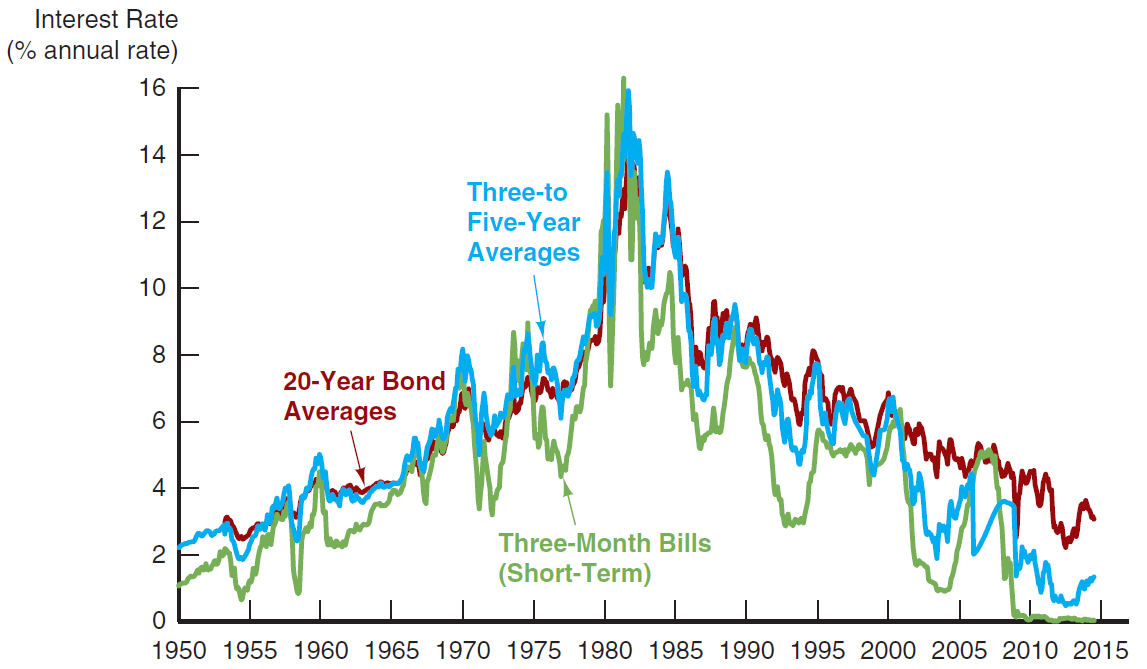 Interest Rate
(% annual rate)
16
14
12
10
8
6
4
2
0
Three-to
Five-Year
Averages
20-Year Bond
Averages
Three-Month Bills
(Short-Term)
1950 1955 1960 1965 1970 1975 1980 1985 1990 1995 2000 2005 2010 2015